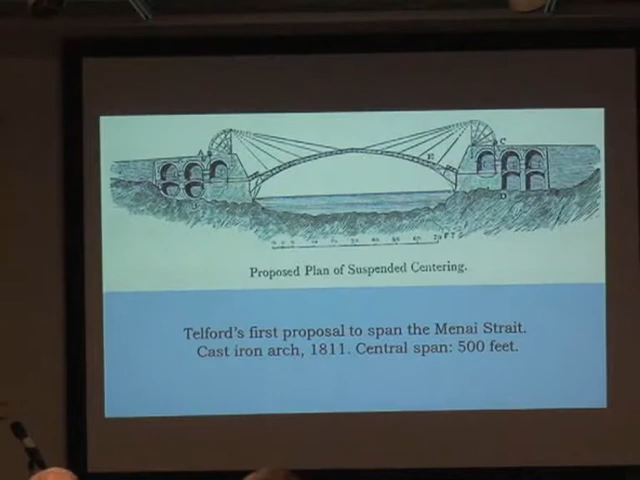 Proposed Plan of Suspended Centering.
Telford's first proposal to span the Menai Strait.
Cast iron arch, 1811. Central span: 500 feet.